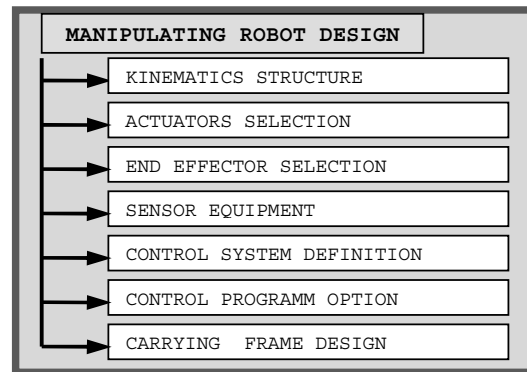 MANIPULATING ROBOT DESIGN
KINEMATICS STRUCTURE
ACTUATORS SELECTION
END EFFECTOR SELECTION
SENSOR EQUIPMENT
CONTROL SYSTEM DEFINITION
CONTROL PROGRAMM OPTION
CARRYING FRAME DESIGN